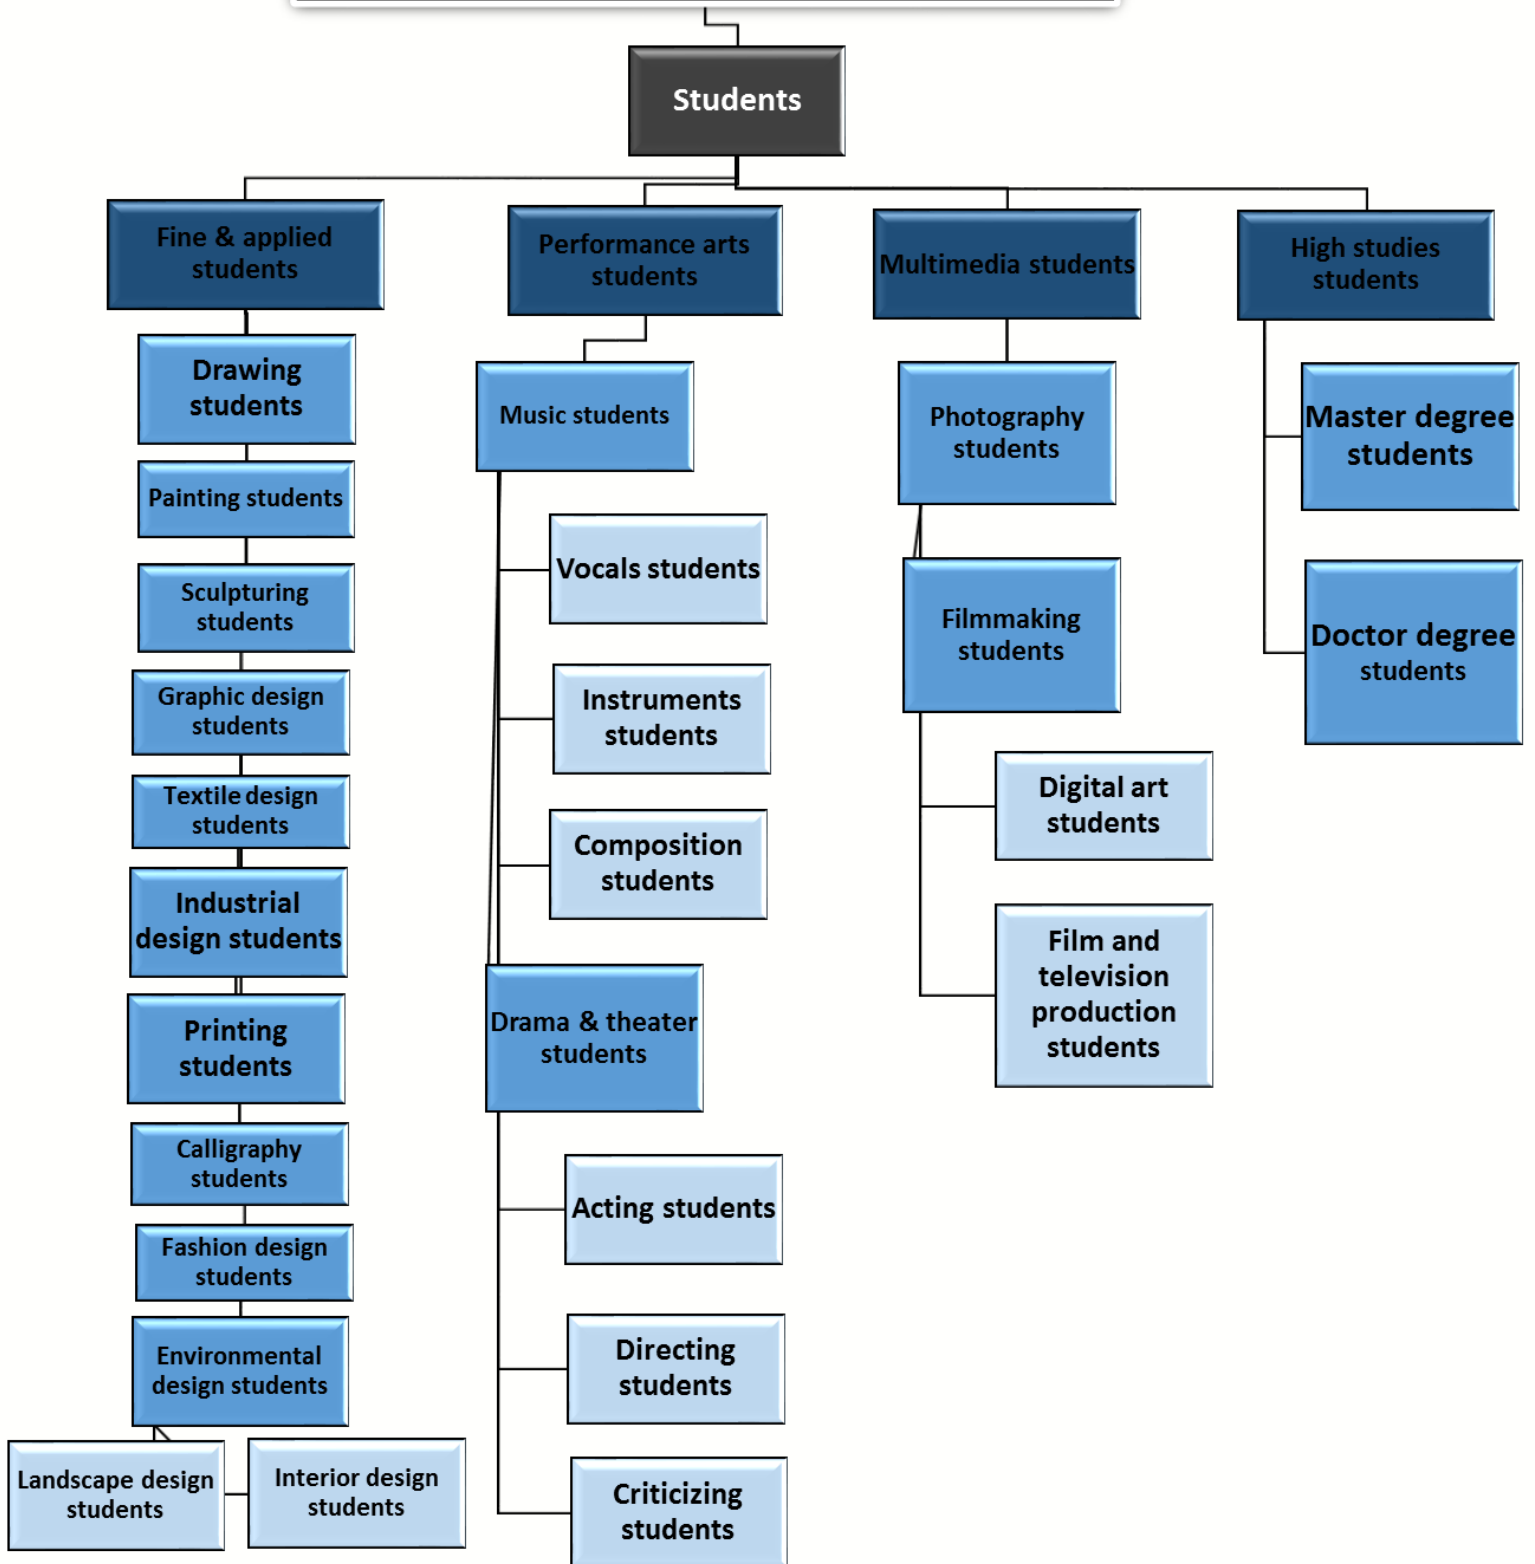 Students
Fine & applied
students
Drawing
students
Painting students
Sculpturing
students
Graphic design
students
Textile design
students
Industrial
design students
Printing
students
Calligraphy
students
Fashion design
students
Environmental
design students
Landscape design
students
Interior design
students
Performance arts
students
Music students
Vocals students
Instruments
students
Composition
students
Drama & theater
students
Acting students
Directing
students
Criticizing
students
Multimedia students
Photography
students
Filmmaking
students
Digital art
students
Film and
television
production
students
High studies
students
Master degree
students
Doctor degree
students